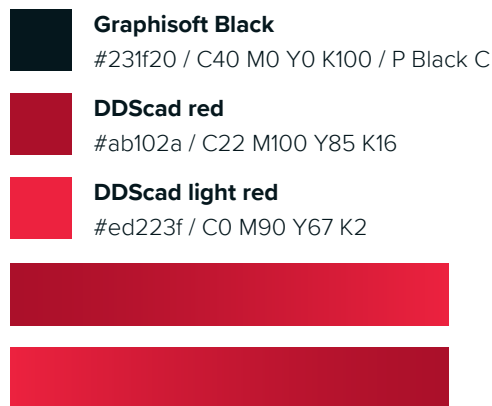 Graphisoft Black
#231f20 / C40 M0 Y0 K100 / P Black C
DDScad red
#ab102a / C22 M100 Y85 K16
DDScad light red
#ed223f / C0 M90 Y67 K2